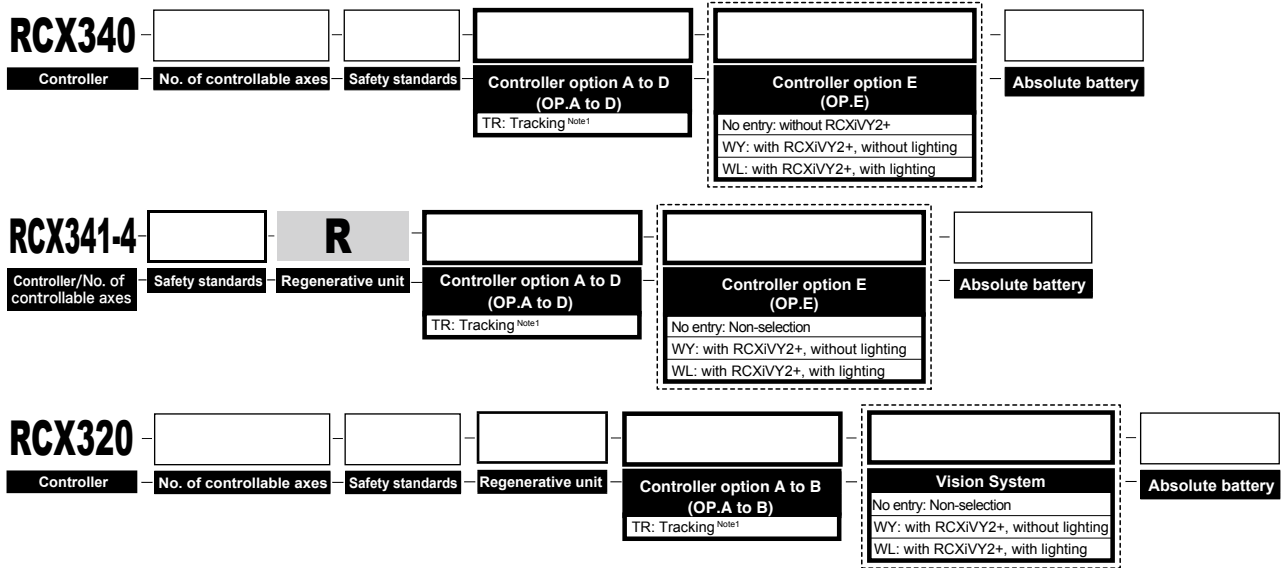 RCX340
Controller
No. of controllable axes
Safety standards
Controller option A to D
(OP.A to D)
TR: Tracking Note1
Controller option E
(OP.E)
No entry: without RCXiVY2+
WY: with RCXiVY2+, without lighting
WL: with RCXiVY2+, with lighting
Absolute battery
RCX341-4
Controller/No. of
controllable axes
Safety standards
R
Regenerative unit
Controller option A to D
(OP.A to D)
TR: Tracking Note1
Controller option E
(OP.E)
No entry: Non-selection
WY: with RCXiVY2+, without lighting
WL: with RCXiVY2+, with lighting
Absolute battery
RCX320
Controller
No. of controllable axes
Safety standards
Regenerative unit
Controller option A to B
(OP.A to B)
TR: Tracking Note1
Vision System
No entry: Non-selection
WY: with RCXiVY2+, without lighting
WL: with RCXiVY2+, with lighting
Absolute battery